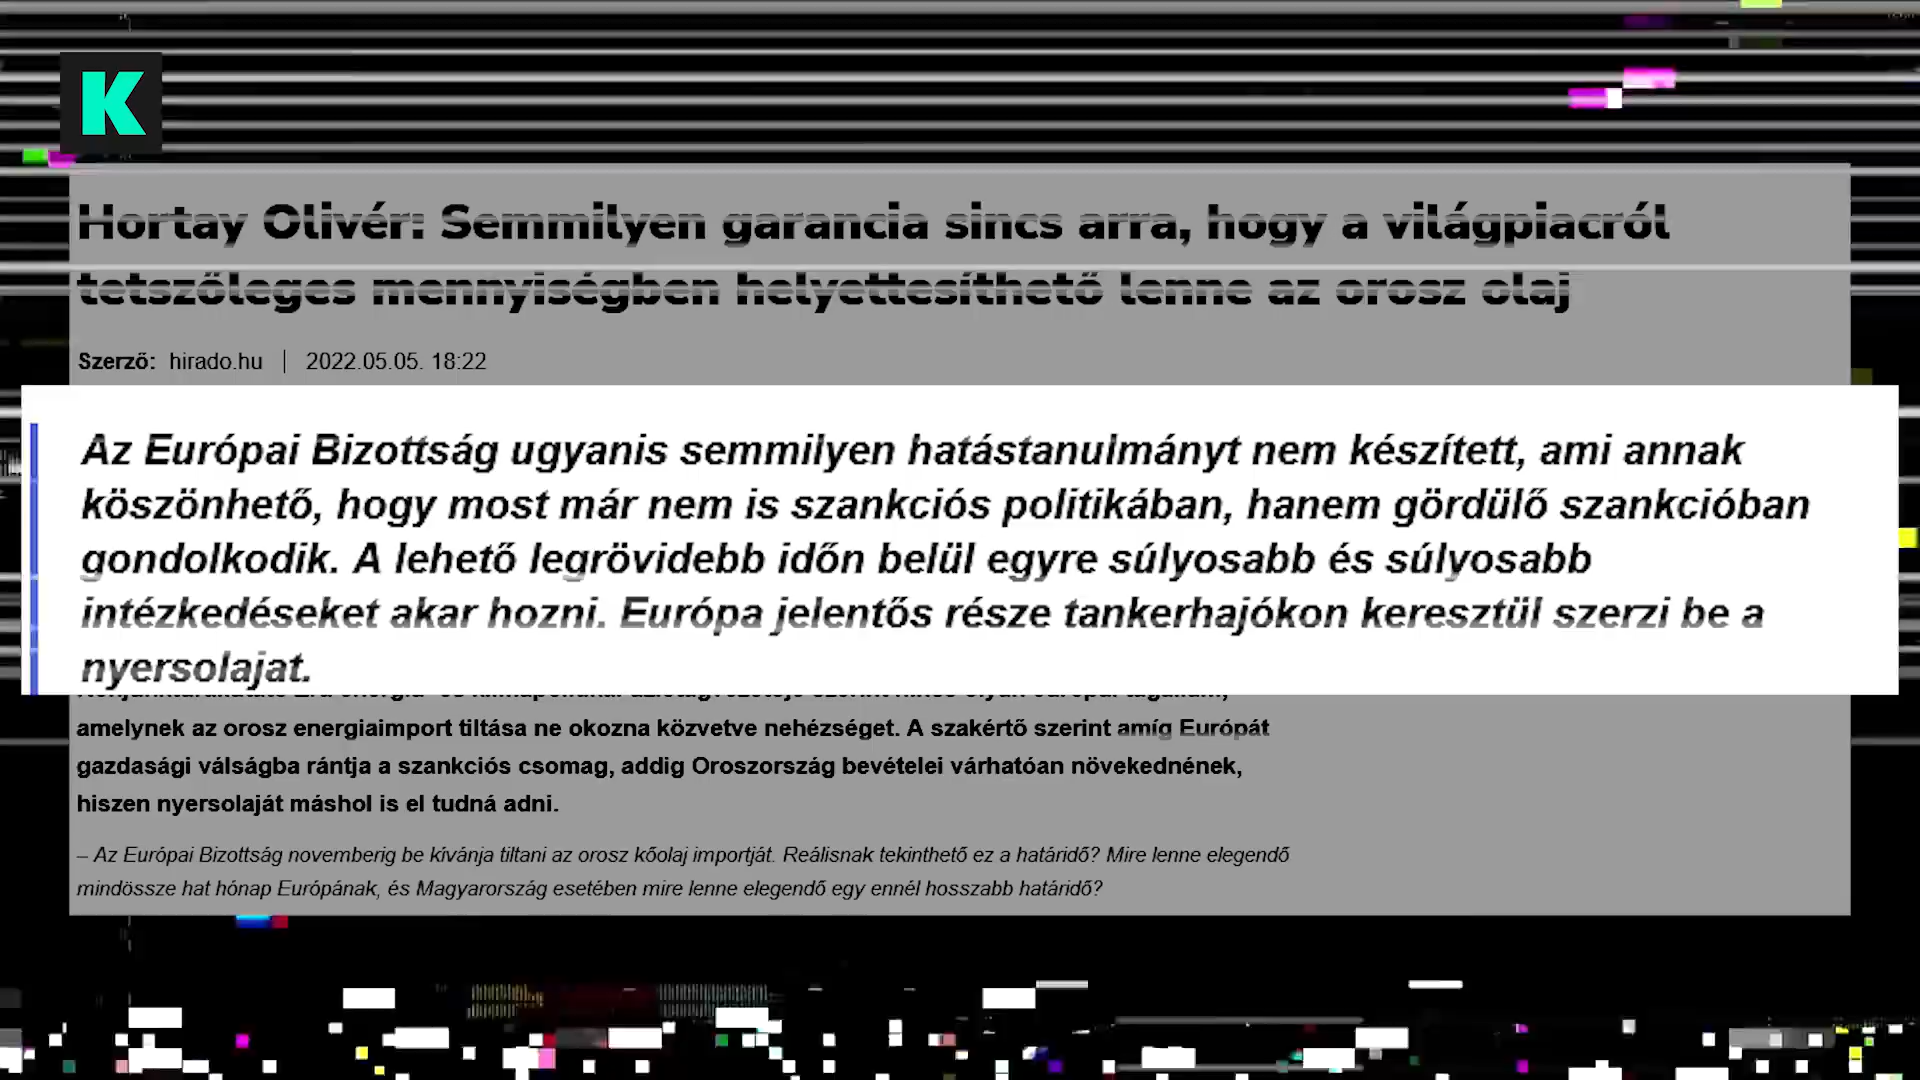 K
Hortay Olivér: Semmilyen garancia sincs arra, hogy a világpiacról
tetszőleges mennyiségben helyettesíthető lenne az orosz olaj
Szerző: hirado.hu | 2022.05.05. 18:22
Az Európai Bizottság ugyanis semmilyen hatástanulmányt nem készített, ami annak
köszönhető, hogy most már nem is szankciós politikában, hanem gördülő szankcióban
gondolkodik. A lehető legrövidebb időn belül egyre súlyosabb és súlyosabb
intézkedéseket akar hozni. Európa jelentős része tankerhajókon keresztül szerzi be a
nyersolajat.
amelynek az orosz energiaimport tiltása ne okozna közvetve nehézséget. A szakértő szerint amíg Európát
gazdasági válságba rántja a szankciós csomag, addig Oroszország bevételei várhatóan növekednének,
hiszen nyersolaját máshol is el tudná adni.
– Az Európai Bizottság novemberig be kívánja tiltani az orosz kőolaj importját. Reálisnak tekinthető ez a határidő? Mire lenne elegendő
mindössze hat hónap Európának, és Magyarország esetében mire lenne elegendő egy ennél hosszabb határidő?